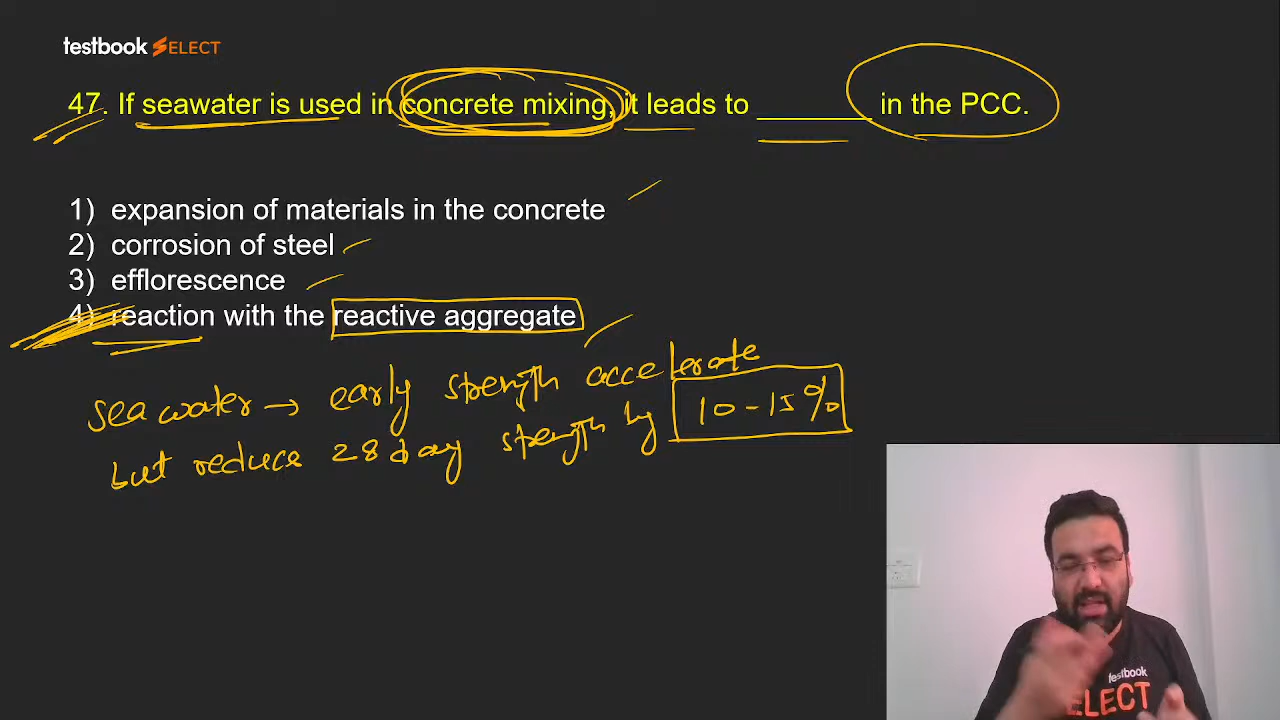 testbook SELECT
47. If seawater is used in concrete mixing, it leads to ________ in the PCC.
1) expansion of materials in the concrete
2) corrosion of steel
3) efflorescence
4) reaction with the reactive aggregate
sea water → early strength accelerate
but reduce 28 day strength by 10-15%
testbook
ELECT